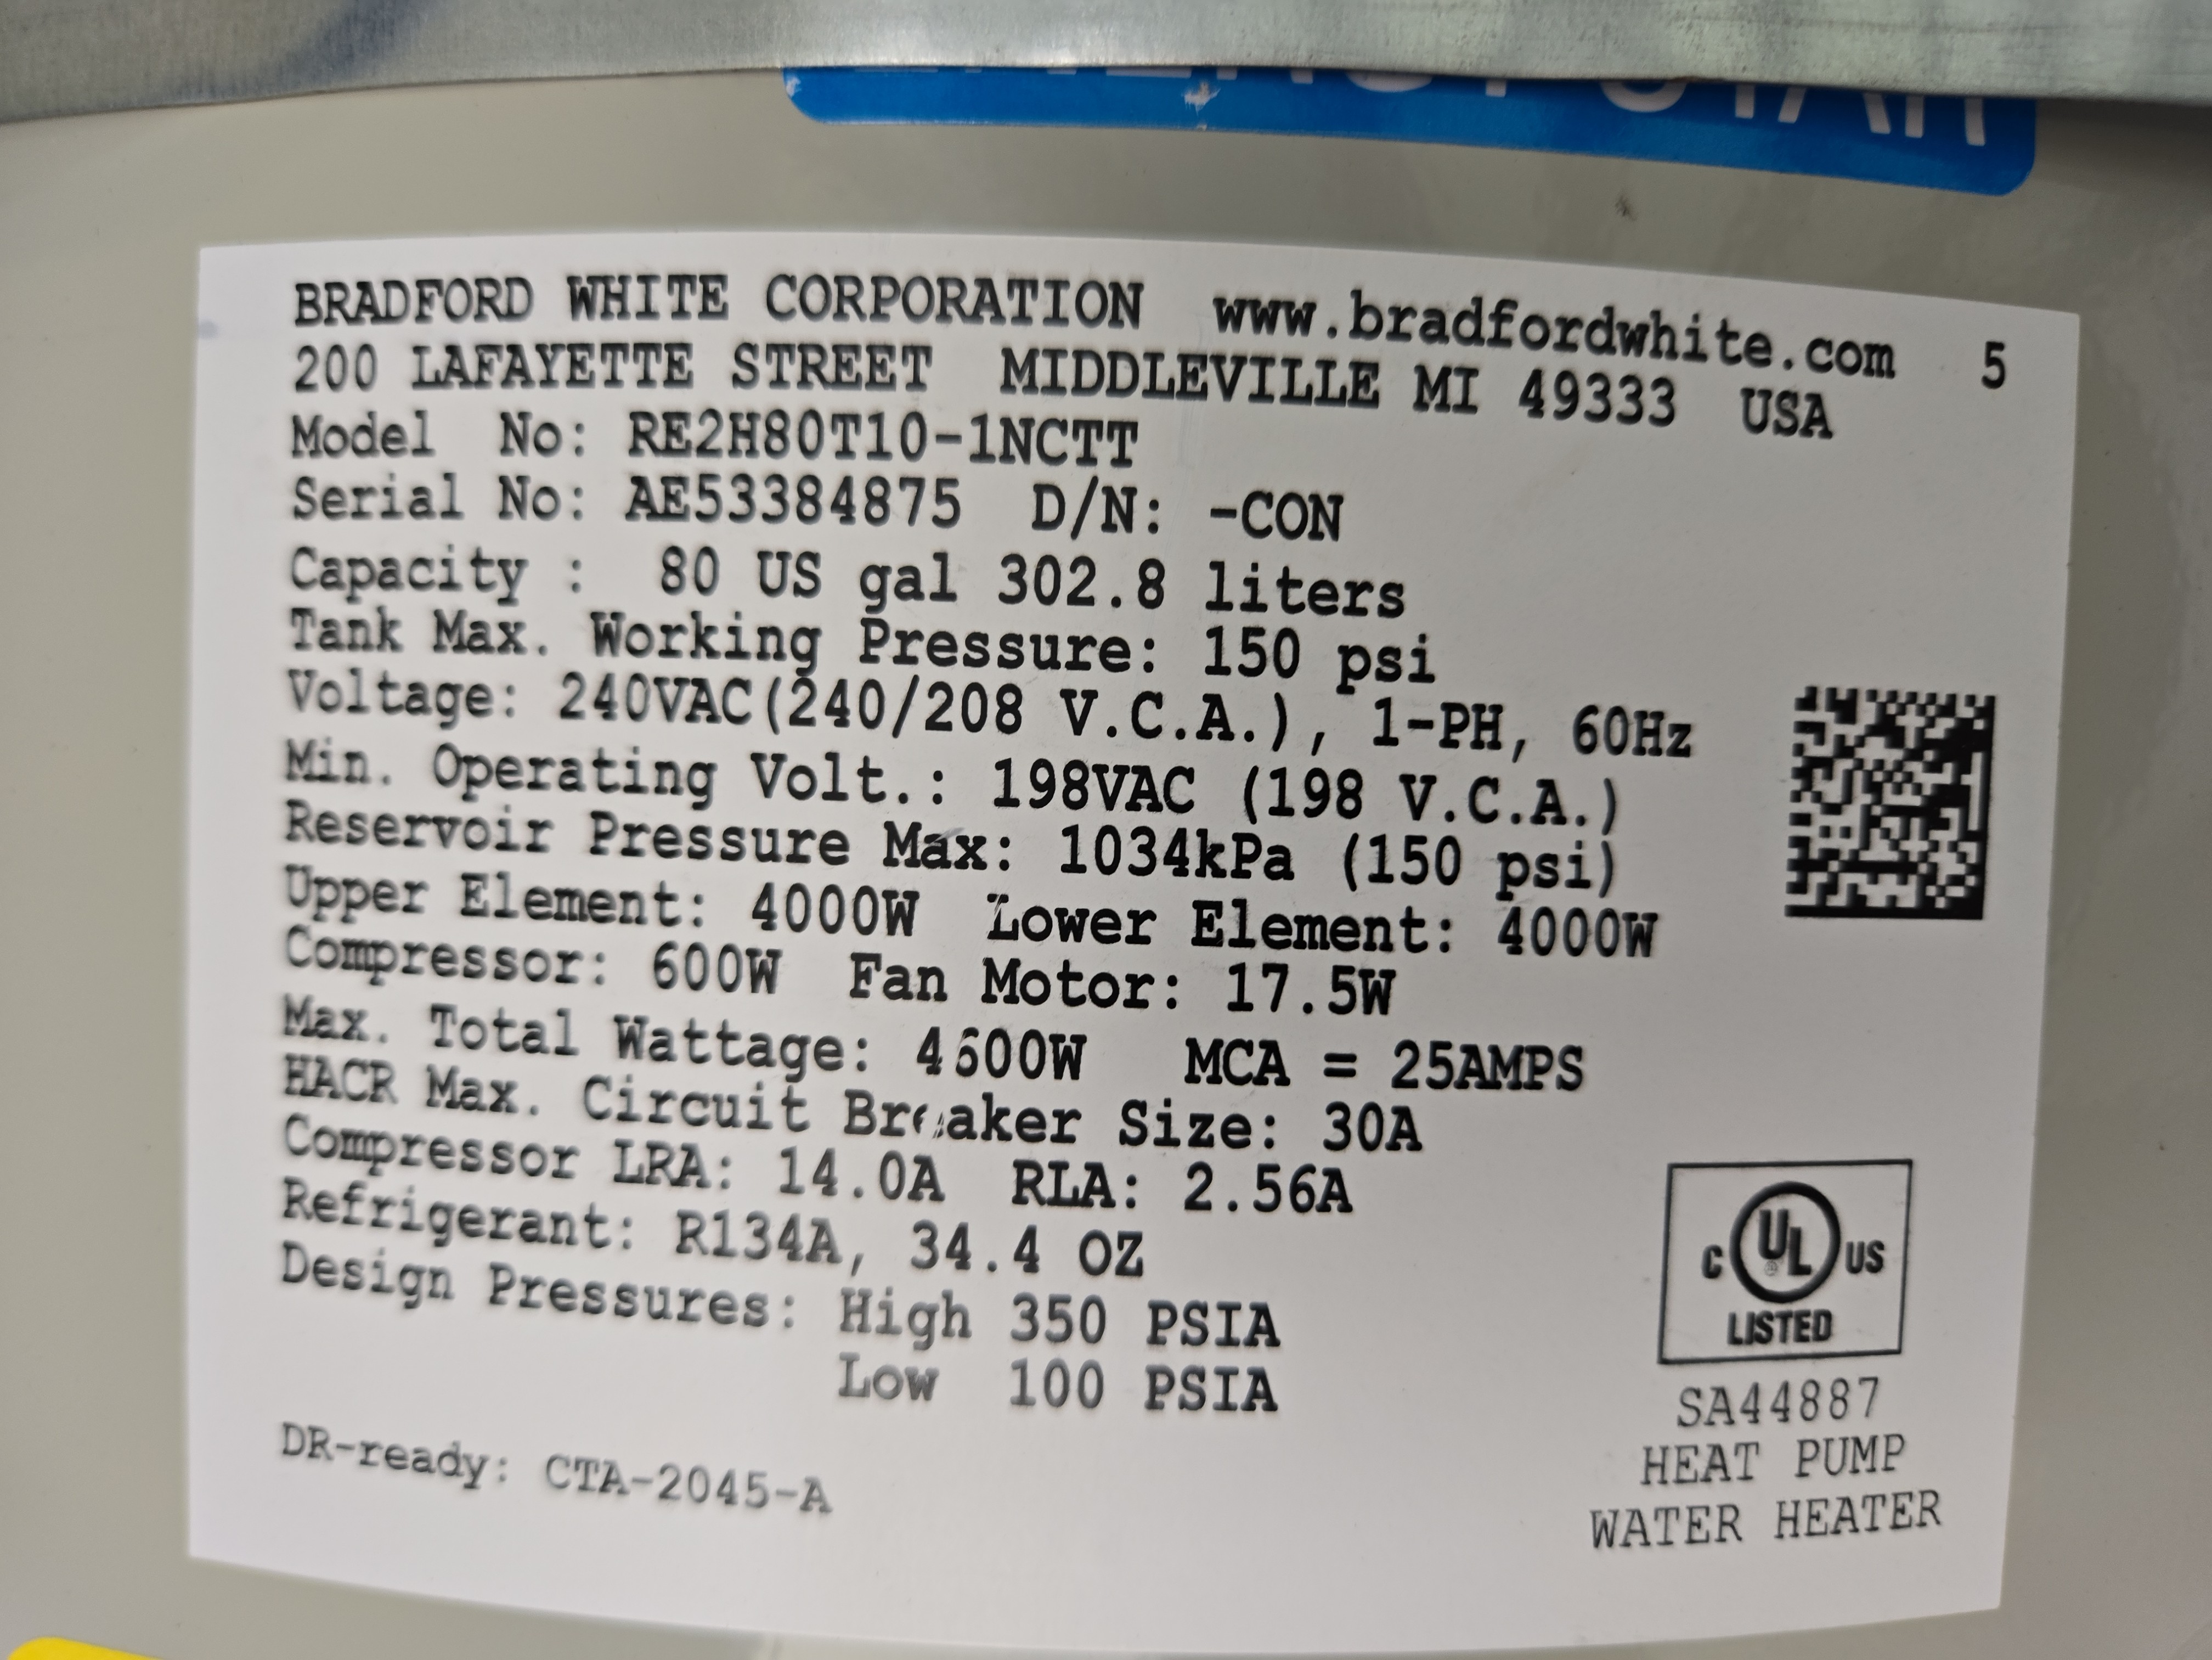 ENERGY STAR
BRADFORD WHITE CORPORATION www.bradfordwhite.com 5
200 LAFAYETTE STREET MIDDLEVILLE MI 49333 USA
Model No: RE2H80T10-1NCTT
Serial No: AE53384875 D/N: -CON
Capacity : 80 US gal 302.8 liters
Tank Max. Working Pressure: 150 psi
Voltage: 240VAC(240/208 V.C.A.), 1-PH, 60Hz
Min. Operating Volt.: 198VAC (198 V.C.A.)
Reservoir Pressure Max: 1034kPa (150 psi)
Upper Element: 4000W Lower Element: 4000W
Compressor: 600W Fan Motor: 17.5W
Max. Total Wattage: 4600W MCA = 25AMPS
HACR Max. Circuit Breaker Size: 30A
Compressor LRA: 14.0A RLA: 2.56A
Refrigerant: R134A, 34.4 OZ
Design Pressures: High 350 PSIA
Low 100 PSIA
DR-ready: CTA-2045-A
C UL® US
LISTED
SA44887
HEAT PUMP
WATER HEATER